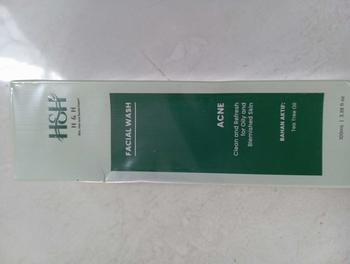 H&H
H & H
FACIAL WASH
ACNE
Clean and Refresh
for Oily and
Blemished Skin
BAHAN AKTIF:
Tea Tree Oil
100ml | 3.38 fl oz